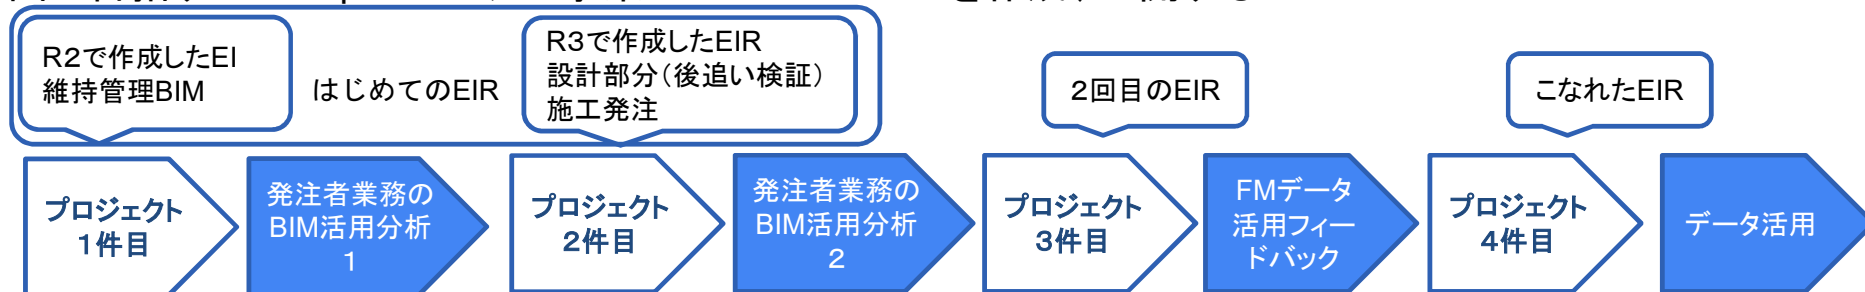 R2で作成したEI
維持管理BIM
はじめてのEIR
R3で作成したEIR
設計部分(後追い検証)
施工発注
2回目のEIR
こなれたEIR
プロジェクト
1件目
発注者業務の
BIM活用分析
1
プロジェクト
2件目
発注者業務の
BIM活用分析
2
プロジェクト
3件目
FMデータ
活用フィー
ドバック
プロジェクト
4件目
データ活用